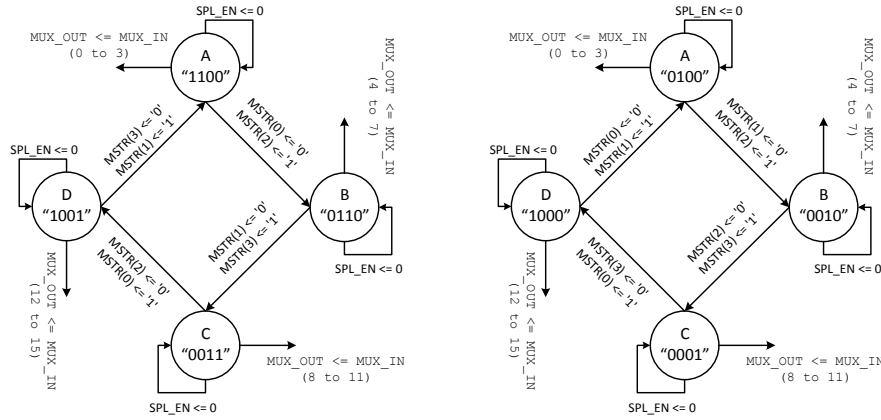 SPL_EN <= 0
MUX_OUT <= MUX_IN
(0 to 3)
A
“1100”
MUX_OUT <= MUX_IN
(4 to 7)
MSTR(3) <= '0'
MSTR(1) <= '1'
MSTR(0) <= '0'
MSTR(2) <= '1'
SPL_EN <= 0
D
“1001”
B
“0110”
MSTR(2) <= '0'
MSTR(0) <= '1'
MSTR(1) <= '0'
MSTR(3) <= '1'
SPL_EN <= 0
MUX_OUT <= MUX_IN
(12 to 15)
C
“0011”
MUX_OUT <= MUX_IN
(8 to 11)
SPL_EN <= 0
SPL_EN <= 0
MUX_OUT <= MUX_IN
(0 to 3)
A
“0100”
MUX_OUT <= MUX_IN
(4 to 7)
MSTR(0) <= '0'
MSTR(1) <= '1'
MSTR(1) <= '0'
MSTR(2) <= '1'
SPL_EN <= 0
D
“1000”
B
“0010”
MSTR(3) <= '0'
MSTR(0) <= '1'
MSTR(2) <= '0'
MSTR(3) <= '1'
SPL_EN <= 0
MUX_OUT <= MUX_IN
(12 to 15)
C
“0001”
MUX_OUT <= MUX_IN
(8 to 11)
SPL_EN <= 0